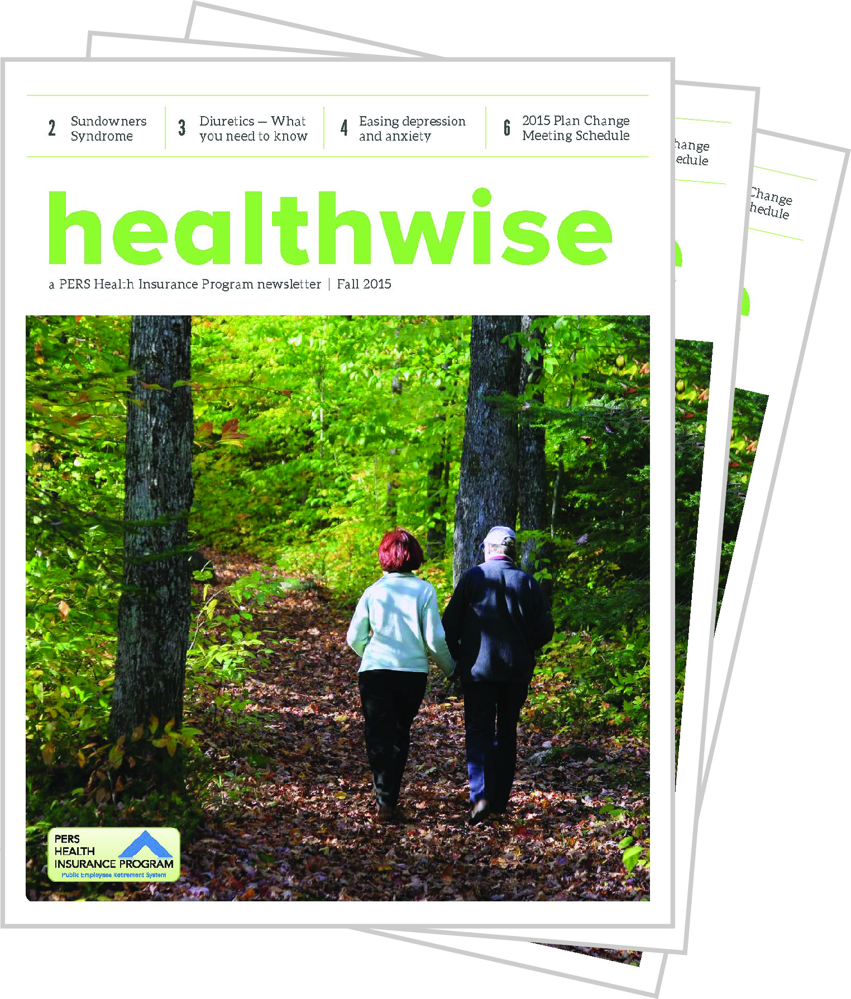 2
Sundowners
Syndrome
3
Diuretics — What
you need to know
4
Easing depression
and anxiety
6
2015 Plan Change
Meeting Schedule
healthwise
a PERS Health Insurance Program newsletter | Fall 2015
PERS
HEALTH
INSURANCE PROGRAM
Public Employees Retirement System
hange
edule
Change
hedule